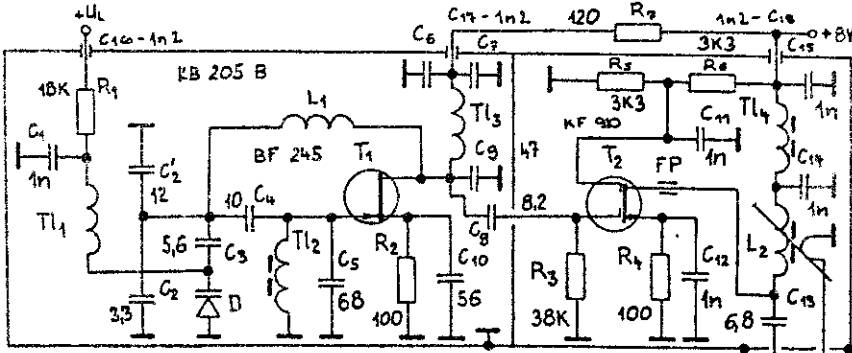 +UL
C16-1n2
C17-1n2
120
R7
1n2-C18
+8V
C6
C7
3K3
C15
KB 205 B
R5
R6
18K
R1
L1
Tl3
3K3
Tl4
1n
C1
C2'
BF 245
T1
C9
47
KF 910
C11
1n
T2
FP
C14
1n
12
10
C4
1n
Tl1
5,6
C3
Tl2
C5
R2
C8
8,2
L2
C2
C10
R3
R4
C12
C13
3,3
D
68
100
56
38K
100
1n
6,8